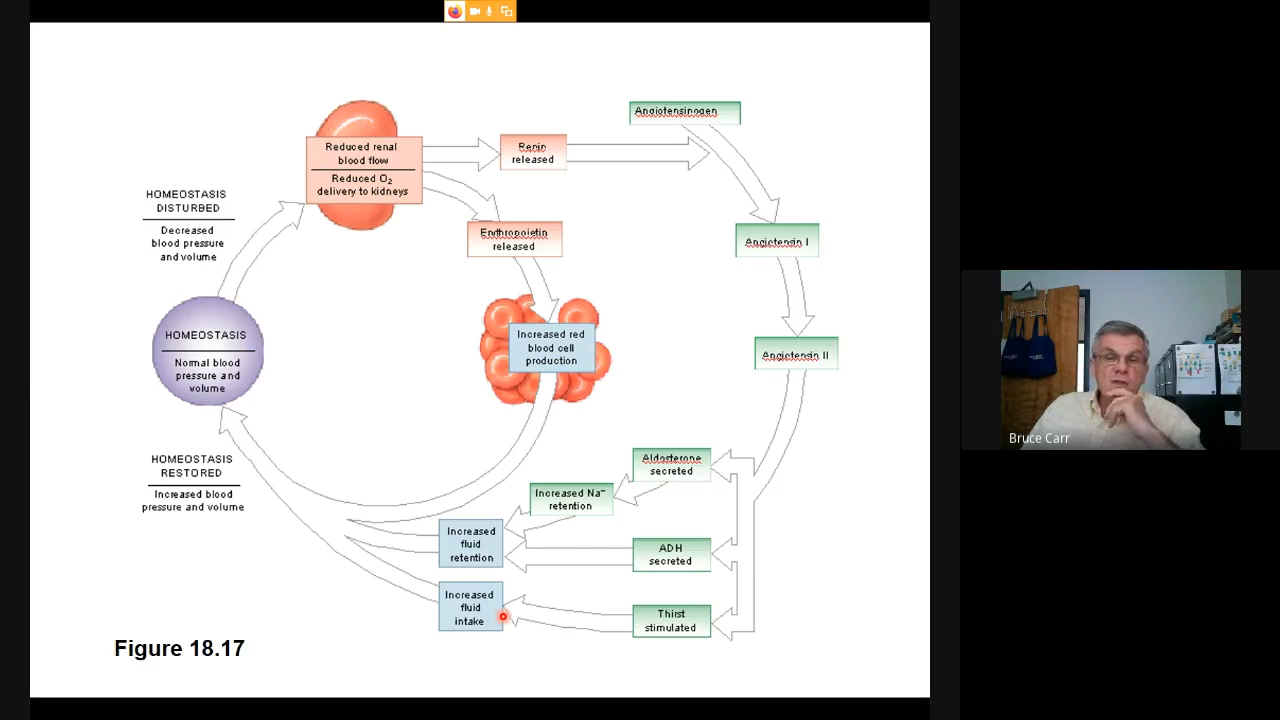 Angiotensinogen
Reduced renal
blood flow
Reduced O₂
delivery to kidneys
Renin
released
HOMEOSTASIS
DISTURBED
Decreased
blood pressure
and volume
Erythropoietin
released
Angiotensin I
HOMEOSTASIS
Normal blood
pressure and
volume
Increased red
blood cell
production
Angiotensin II
HOMEOSTASIS
RESTORED
Increased blood
pressure and volume
Aldosterone
secreted
Increased Na⁻
retention
Increased
fluid
retention
ADH
secreted
Increased
fluid
intake
Thirst
stimulated
Figure 18.17
Bruce Carr